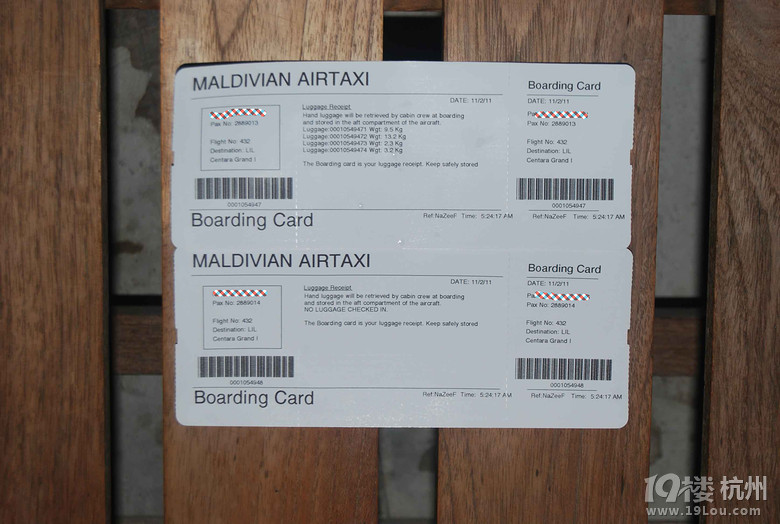 MALDIVIAN AIRTAXI
DATE: 11/2/11
Luggage Receipt
Hand luggage will be retrieved by cabin crew at boarding
and stored in the aft compartment of the aircraft.
Luggage:00010549471 Wgt: 9.5 Kg
Luggage:00010549472 Wgt: 13.2 Kg
Luggage:00010549473 Wgt: 2.3 Kg
Luggage:00010549474 Wgt: 3.2 Kg
The Boarding card is your luggage receipt. Keep safely stored
Pax No: 2889013
Flight No: 432
Destination: LIL
Centara Grand I
0001054947
Boarding Card
Ref:NaZeeF Time: 5:24:17 AM
Boarding Card
DATE: 11/2/11
Pax No: 2889013
Flight No: 432
Destination: LIL
Centara Grand I
0001054947
Ref:NaZeeF Time: 5:24:17 AM
MALDIVIAN AIRTAXI
DATE: 11/2/11
Luggage Receipt
Hand luggage will be retrieved by cabin crew at boarding
and stored in the aft compartment of the aircraft.
NO LUGGAGE CHECKED IN.
The Boarding card is your luggage receipt. Keep safely stored
Pax No: 2889014
Flight No: 432
Destination: LIL
Centara Grand I
0001054948
Boarding Card
Ref:NaZeeF Time: 5:24:17 AM
Boarding Card
DATE: 11/2/11
Pax No: 2889014
Flight No: 432
Destination: LIL
Centara Grand I
0001054948
Ref:NaZeeF Time: 5:24:17 AM
19楼 杭州
www.19Lou.com